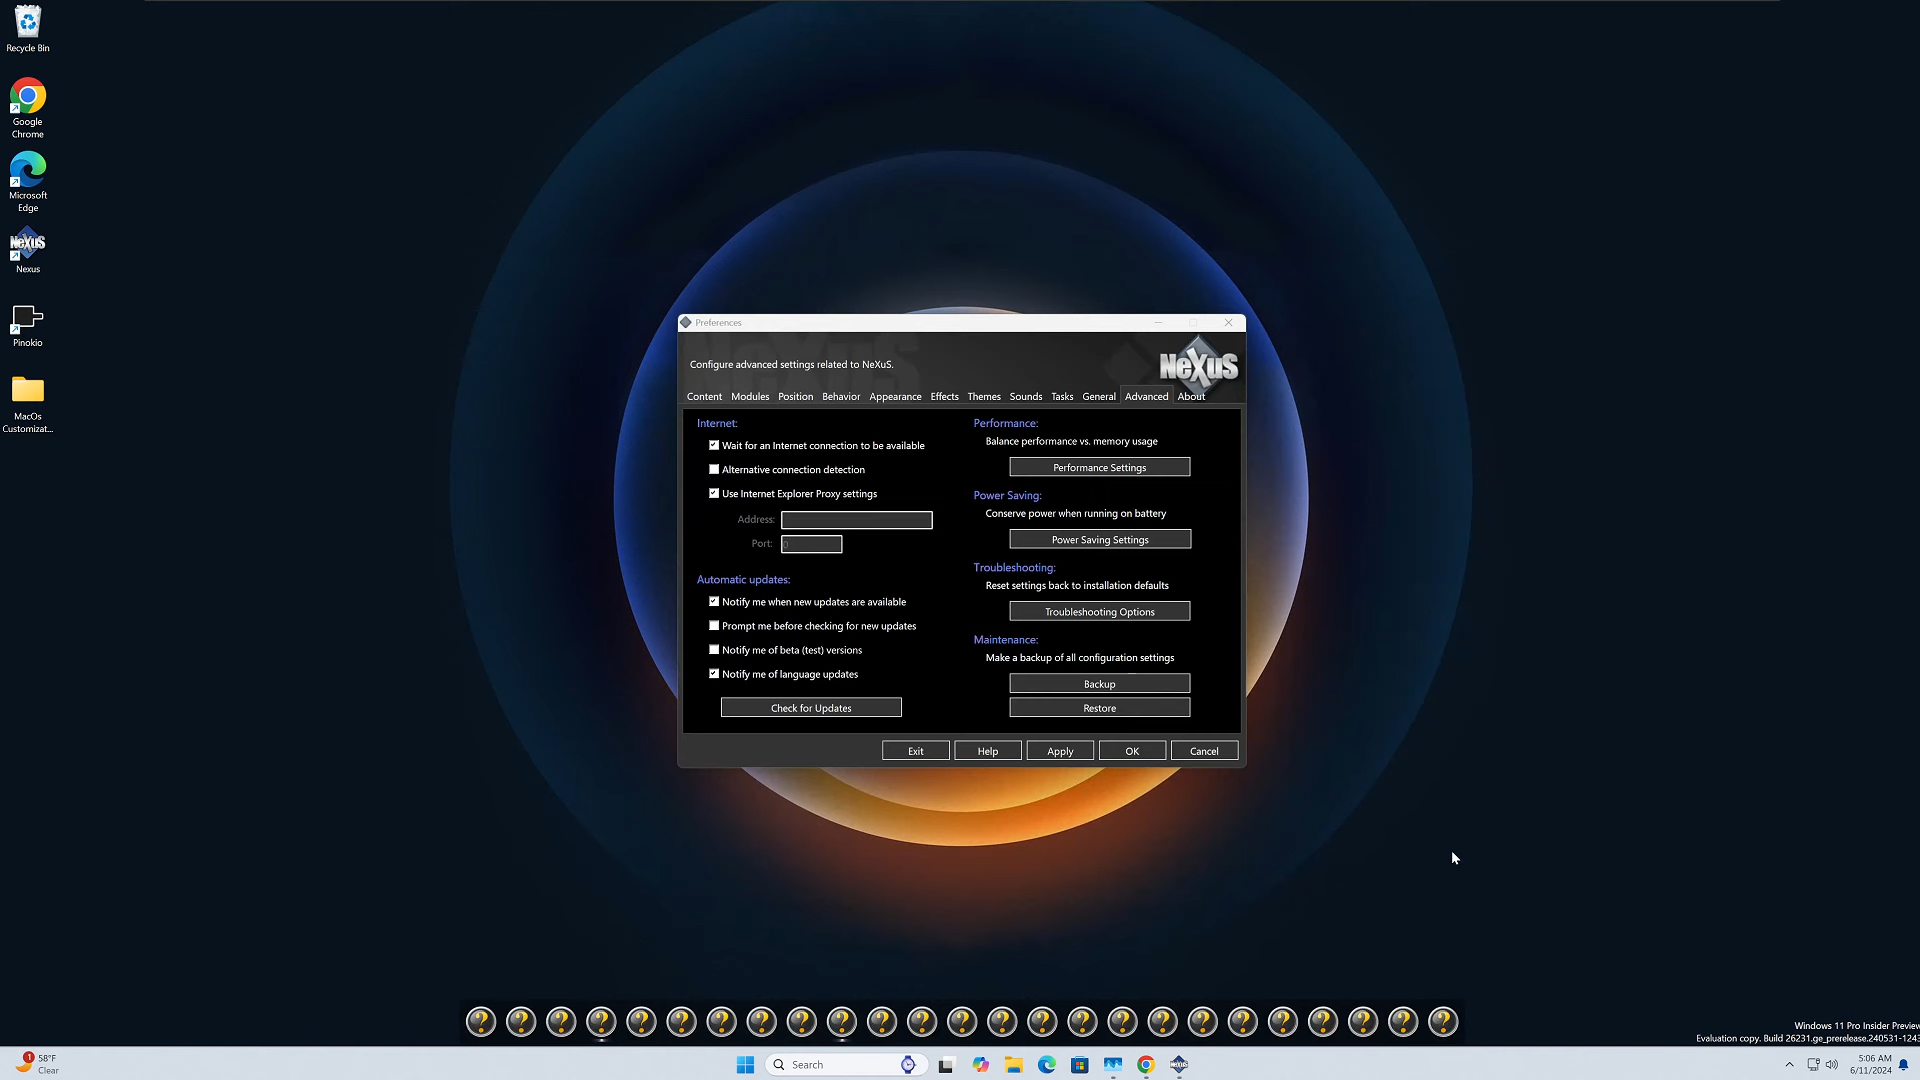 Recycle Bin
Google
Chrome
Microsoft
Edge
NeXuS
Nexus
Pinokio
MacOs
Customizat...
Preferences
Configure advanced settings related to NeXuS.
NeXuS
Content Modules Position Behavior Appearance Effects Themes Sounds Tasks General Advanced About
Internet:
Wait for an Internet connection to be available
Alternative connection detection
Use Internet Explorer Proxy settings
Address:
Port: 0
Automatic updates:
Notify me when new updates are available
Prompt me before checking for new updates
Notify me of beta (test) versions
Notify me of language updates
Check for Updates
Performance:
Balance performance vs. memory usage
Performance Settings
Power Saving:
Conserve power when running on battery
Power Saving Settings
Troubleshooting:
Reset settings back to installation defaults
Troubleshooting Options
Maintenance:
Make a backup of all configuration settings
Backup
Restore
Exit Help Apply OK Cancel
? ? ? ? ? ? ? ? ? ? ? ? ? ? ? ? ? ? ? ? ? ? ? ? ?
Windows 11 Pro Insider Preview
Evaluation copy. Build 26231.ge_prerelease.240531-1243
1
58°F
Clear
Search
NeXuS
5:06 AM
6/11/2024